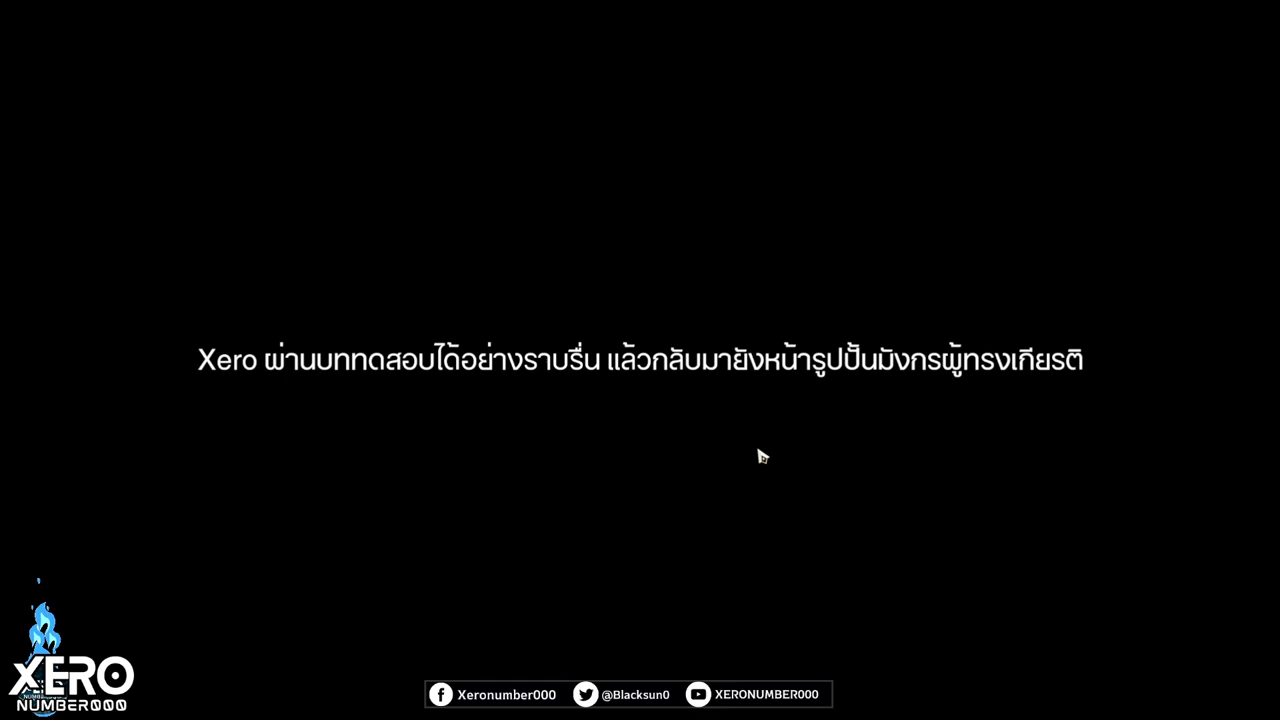 Xero ผ่านบททดสอบได้อย่างราบรื่น แล้วกลับมายังหน้ารูปปั้นมังกรผู้ทรงเกียรติ
XERO
NUMBER000
Xeronumber000 @Blacksun0 XERONUMBER000